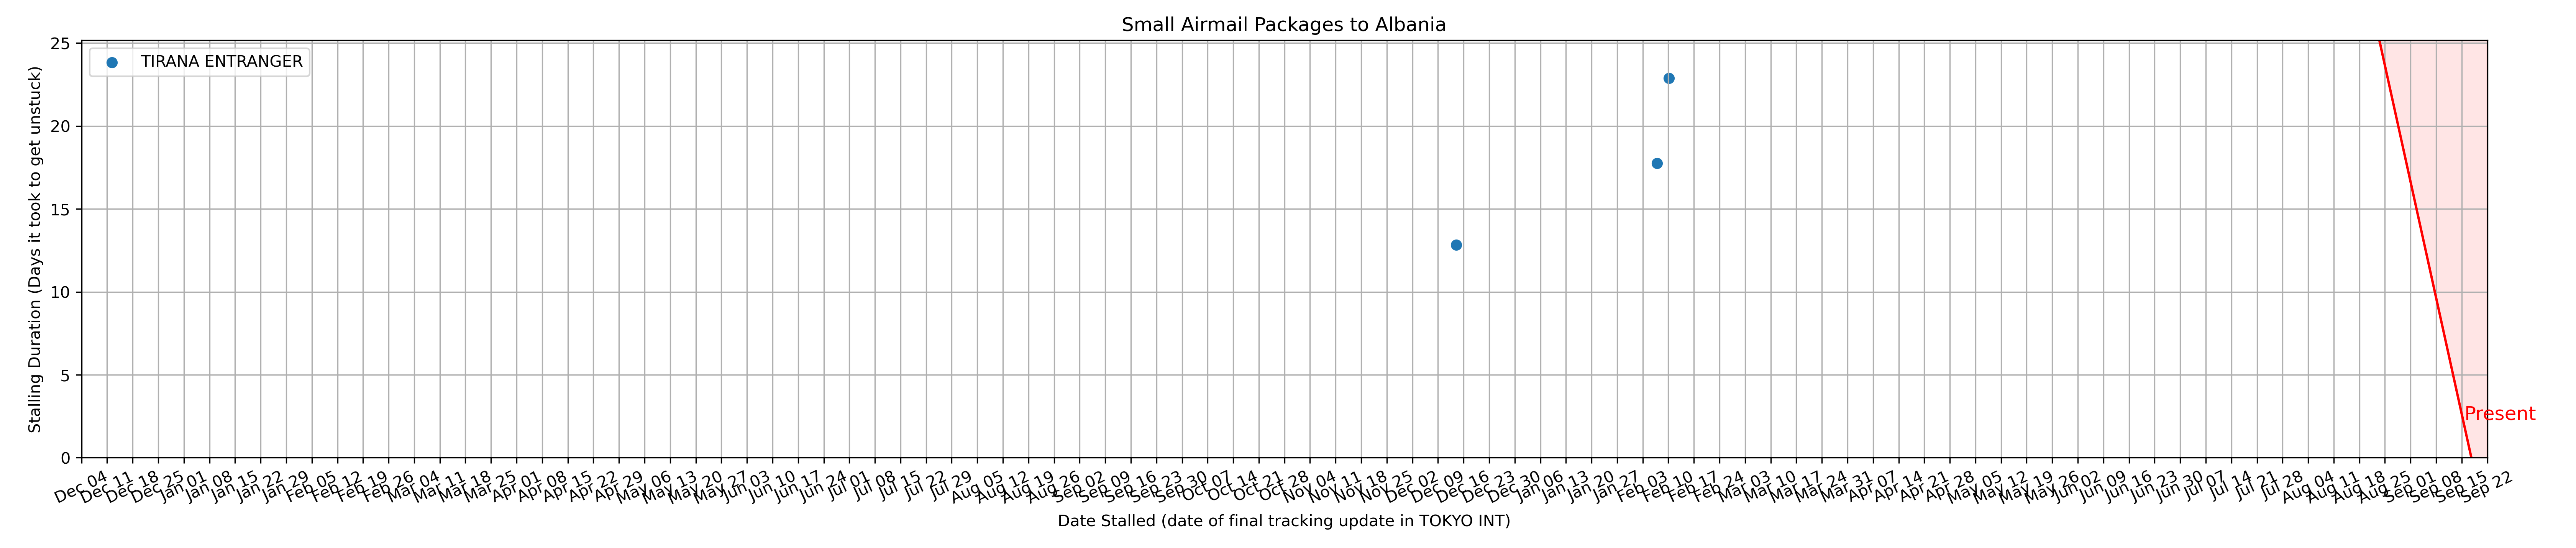 Small Airmail Packages to Albania
TIRANA ENTRANGER
Stalling Duration (Days it took to get unstuck)
25
20
15
10
5
0
Present
Dec 04
Dec 11
Dec 18
Dec 25
Jan 01
Jan 08
Jan 15
Jan 22
Jan 29
Feb 05
Feb 12
Feb 19
Feb 26
Mar 04
Mar 11
Mar 18
Mar 25
Apr 01
Apr 08
Apr 15
Apr 22
Apr 29
May 06
May 13
May 20
May 27
Jun 03
Jun 10
Jun 17
Jun 24
Jul 01
Jul 08
Jul 15
Jul 22
Jul 29
Aug 05
Aug 12
Aug 19
Aug 26
Sep 02
Sep 09
Sep 16
Sep 23
Sep 30
Oct 07
Oct 14
Oct 21
Oct 28
Nov 04
Nov 11
Nov 18
Nov 25
Dec 02
Dec 09
Dec 16
Dec 23
Dec 30
Jan 06
Jan 13
Jan 20
Jan 27
Feb 03
Feb 10
Feb 17
Feb 24
Mar 03
Mar 10
Mar 17
Mar 24
Mar 31
Apr 07
Apr 14
Apr 21
Apr 28
May 05
May 12
May 19
May 26
Jun 02
Jun 09
Jun 16
Jun 23
Jun 30
Jul 07
Jul 14
Jul 21
Jul 28
Aug 04
Aug 11
Aug 18
Aug 25
Sep 01
Sep 08
Sep 15
Sep 22
Date Stalled (date of final tracking update in TOKYO INT)